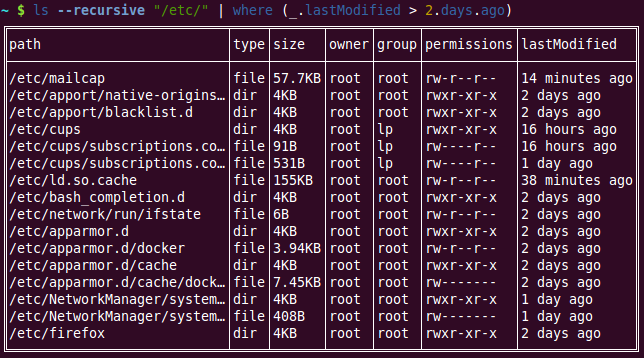 ~ $ ls --recursive "/etc/" | where (_.lastModified > 2.days.ago)
path type size owner group permissions lastModified
/etc/mailcap file 57.7KB root root rw-r--r-- 14 minutes ago
/etc/apport/native-origins… dir 4KB root root rwxr-xr-x 2 days ago
/etc/apport/blacklist.d dir 4KB root root rwxr-xr-x 2 days ago
/etc/cups dir 4KB root lp rwxr-xr-x 16 hours ago
/etc/cups/subscriptions.co… file 91B root lp rw-r----- 16 hours ago
/etc/cups/subscriptions.co… file 531B root lp rw-r----- 1 day ago
/etc/ld.so.cache file 155KB root root rw-r--r-- 38 minutes ago
/etc/bash_completion.d dir 4KB root root rwxr-xr-x 2 days ago
/etc/network/run/ifstate file 6B root root rw-r--r-- 2 days ago
/etc/apparmor.d dir 4KB root root rwxr-xr-x 2 days ago
/etc/apparmor.d/docker file 3.94KB root root rw-r--r-- 2 days ago
/etc/apparmor.d/cache dir 4KB root root rwxr-xr-x 2 days ago
/etc/apparmor.d/cache/dock… file 7.45KB root root rw------- 2 days ago
/etc/NetworkManager/system… dir 4KB root root rwxr-xr-x 1 day ago
/etc/NetworkManager/system… file 408B root root rw------- 1 day ago
/etc/firefox dir 4KB root root rwxr-xr-x 2 days ago